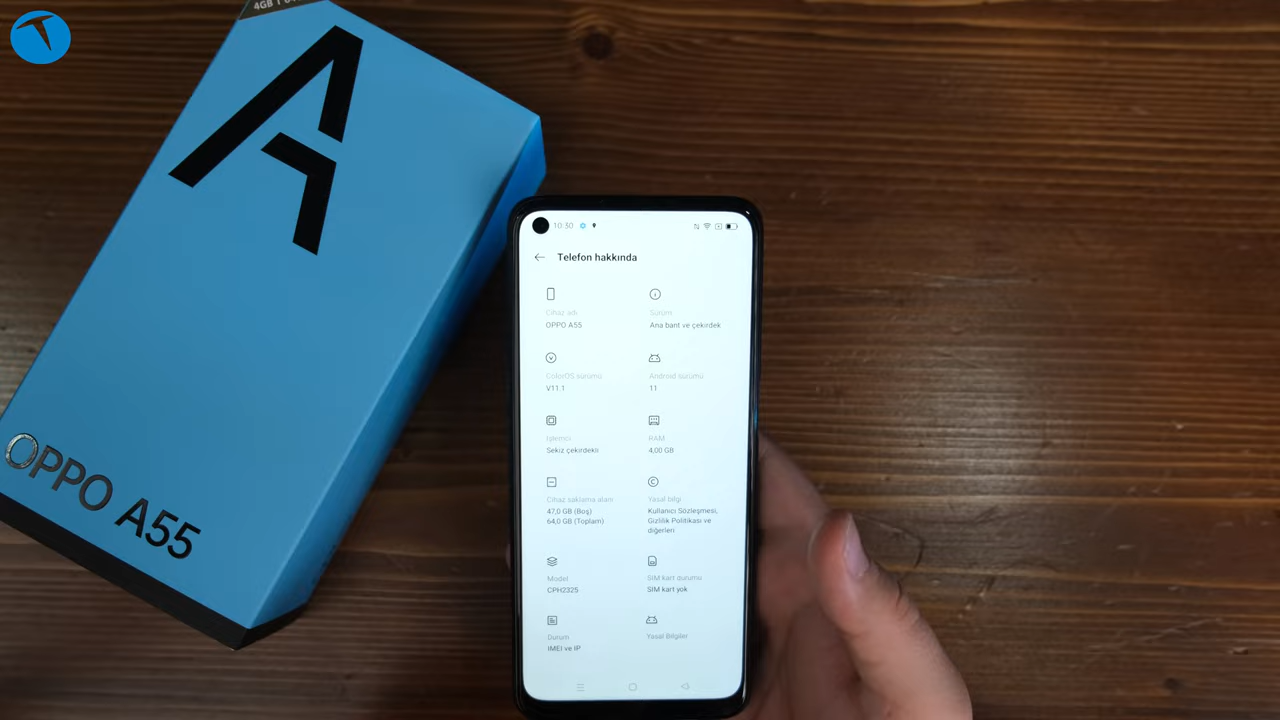 4GB
A
OPPO A55
10:30
Telefon hakkında
Cihaz adı
OPPO A55
Sürüm
Ana bant ve çekirdek
ColorOS sürümü
V11.1
Android sürümü
11
İşlemci
Sekiz çekirdekli
RAM
4,00 GB
Cihaz saklama alanı
47,0 GB (Boş)
64,0 GB (Toplam)
Yasal bilgi
Kullanıcı Sözleşmesi,
Gizlilik Politikası ve
diğerleri
Model
CPH2325
SIM kart durumu
SIM kart yok
Durum
IMEI ve IP
Yasal Bilgiler